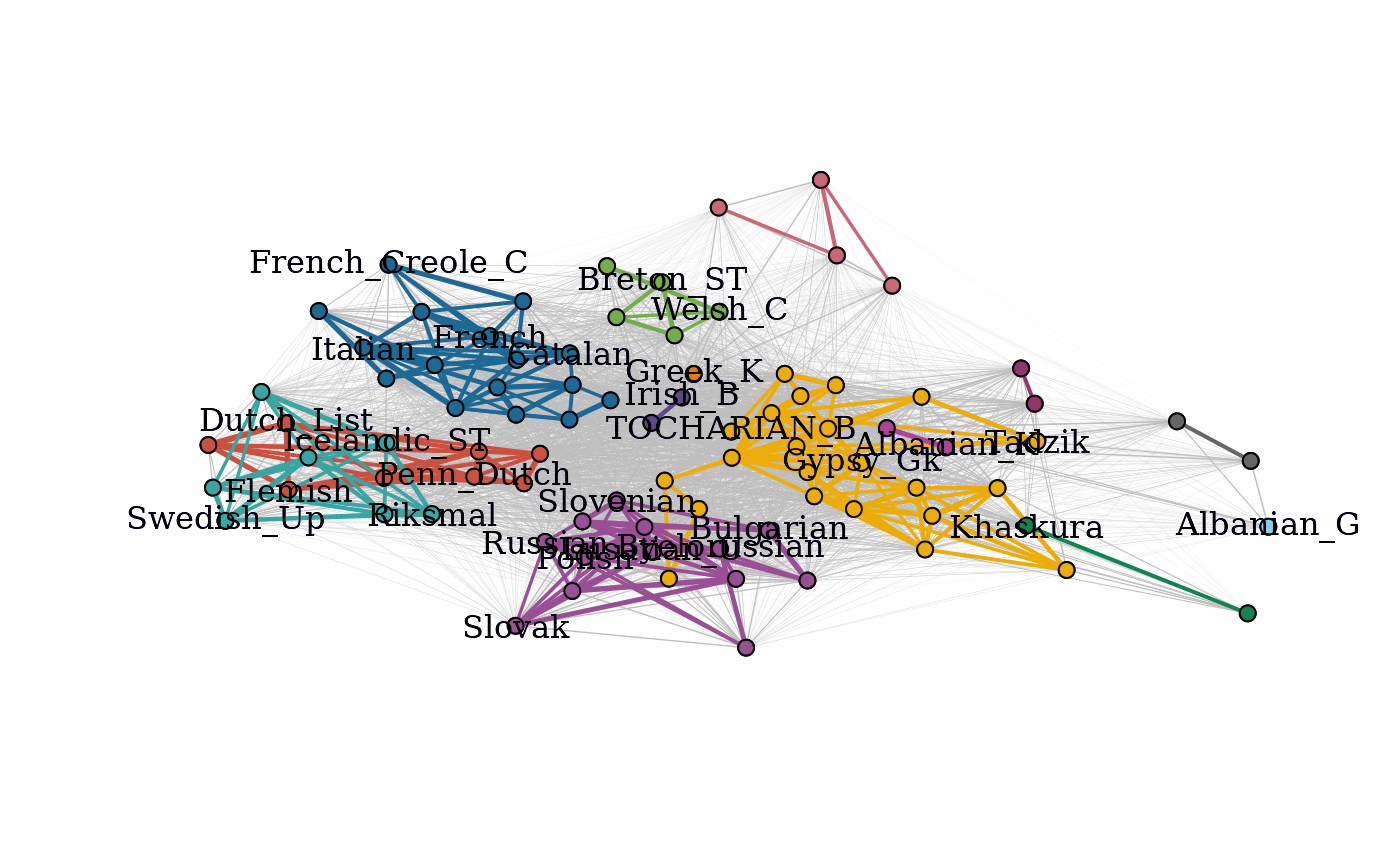 French_Creole_C
Breton_ST
Welsh_C
French
Italian
Catalan
Greek_K
Irish_B
Dutch_List
TOCHARIAN_B
Icelandic_ST
Albanian_K
Tadzik
Gypsy_Gk
Penn_Dutch
Flemish
Slovenian
Riksmal
Swedish_Up
Bulgarian
Khaskura
Albanian_G
Russian
Byelorussian
Polish
Slovak